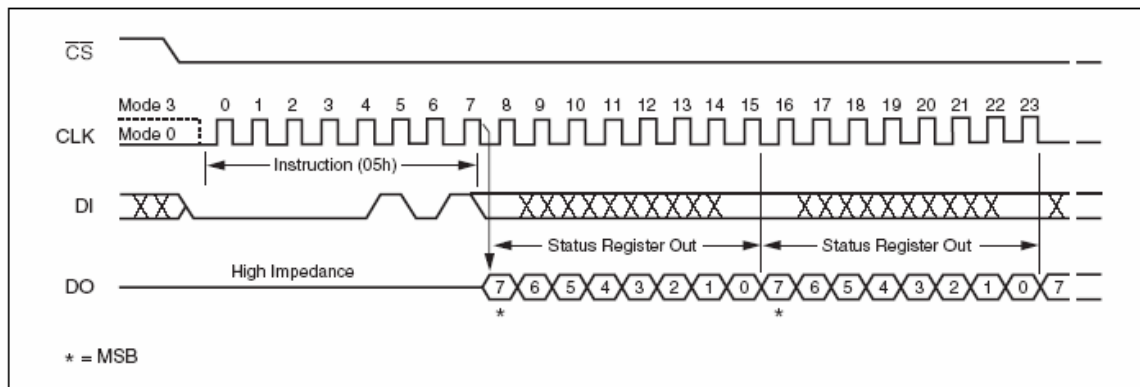 CS
Mode 3 0 1 2 3 4 5 6 7 8 9 10 11 12 13 14 15 16 17 18 19 20 21 22 23
CLK Mode 0
Instruction (05h)
DI
Status Register Out Status Register Out
High Impedance
DO 7 6 5 4 3 2 1 0 7 6 5 4 3 2 1 0 7
* *
* = MSB